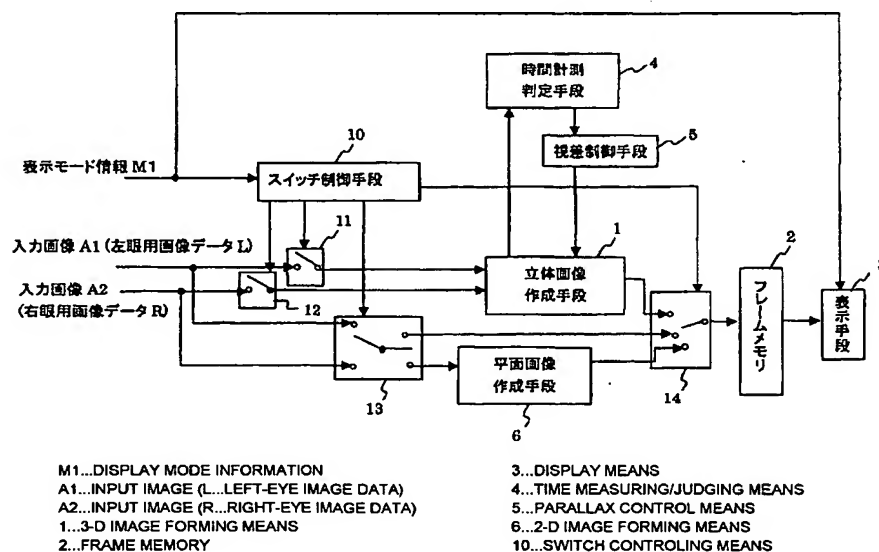 時間計測
判定手段
4
視差制御手段
5
10
表示モード情報 M1
スイッチ制御手段
11
入力画像 A1 (左眼用画像データ L)
1
立体画像
作成手段
2
フレームメモリ
3
表示手段
入力画像 A2
(右眼用画像データ R)
12
13
平面画像
作成手段
6
14
M1...DISPLAY MODE INFORMATION
A1...INPUT IMAGE (L...LEFT-EYE IMAGE DATA)
A2...INPUT IMAGE (R...RIGHT-EYE IMAGE DATA)
1...3-D IMAGE FORMING MEANS
2...FRAME MEMORY
3...DISPLAY MEANS
4...TIME MEASURING/JUDGING MEANS
5...PARALLAX CONTROL MEANS
6...2-D IMAGE FORMING MEANS
10...SWITCH CONTROLING MEANS